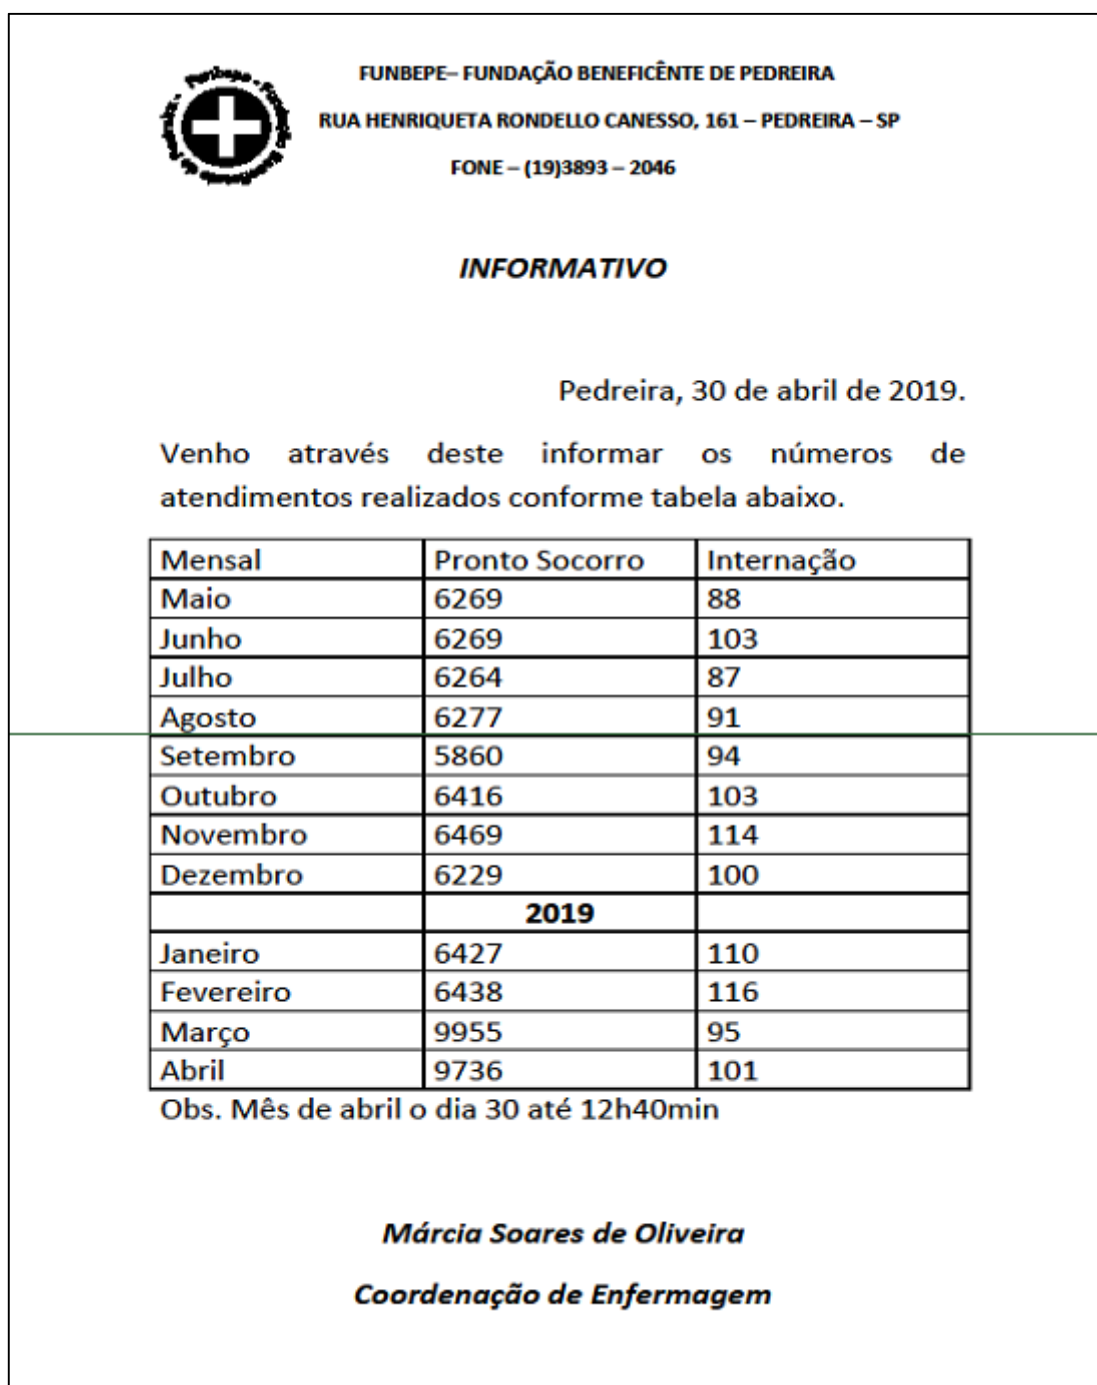 FUNBEPE– FUNDAÇÃO BENEFICÊNTE DE PEDREIRA
RUA HENRIQUETA RONDELLO CANESSO, 161 – PEDREIRA – SP
FONE – (19)3893 – 2046
INFORMATIVO
Pedreira, 30 de abril de 2019.
Venho através deste informar os números de
atendimentos realizados conforme tabela abaixo.
Mensal Pronto Socorro Internação
Maio 6269 88
Junho 6269 103
Julho 6264 87
Agosto 6277 91
Setembro 5860 94
Outubro 6416 103
Novembro 6469 114
Dezembro 6229 100
2019
Janeiro 6427 110
Fevereiro 6438 116
Março 9955 95
Abril 9736 101
Obs. Mês de abril o dia 30 até 12h40min
Márcia Soares de Oliveira
Coordenação de Enfermagem